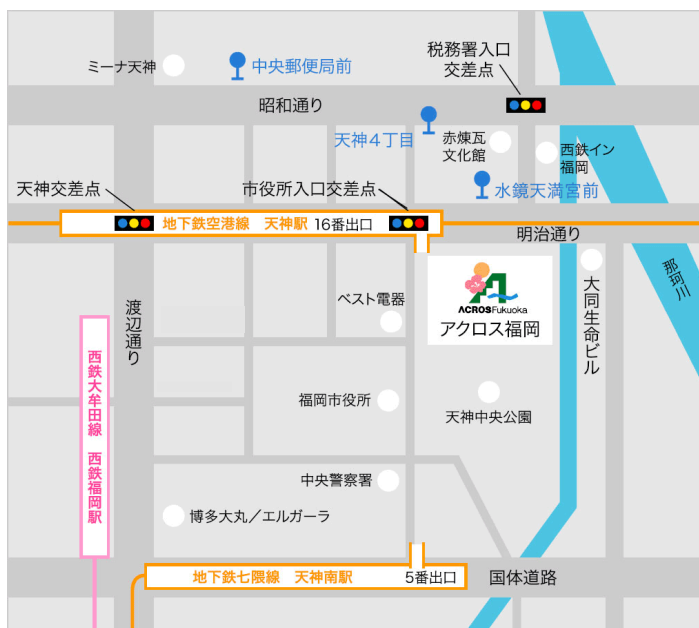 税務署入口
交差点
ミーナ天神
中央郵便局前
昭和通り
天神4丁目
赤煉瓦
文化館
西鉄イン
福岡
天神交差点
市役所入口交差点
水鏡天満宮前
地下鉄空港線 天神駅 16番出口
明治通り
那珂川
ACROS Fukuoka
アクロス福岡
大同生命ビル
渡辺通り
ベスト電器
西鉄大牟田線 西鉄福岡駅
福岡市役所
天神中央公園
中央警察署
博多大丸/エルガーラ
地下鉄七隈線 天神南駅 5番出口
国体道路